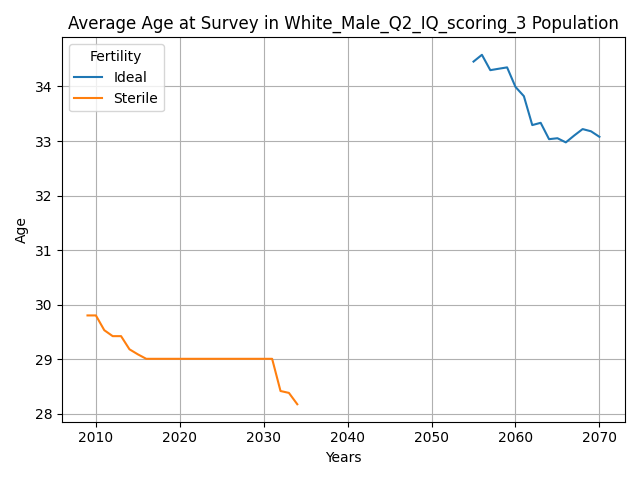 Average Age at Survey in White_Male_Q2_IQ_scoring_3 Population
Fertility
Ideal
Sterile
34
33
32
31
30
29
28
Age
2010 2020 2030 2040 2050 2060 2070
Years